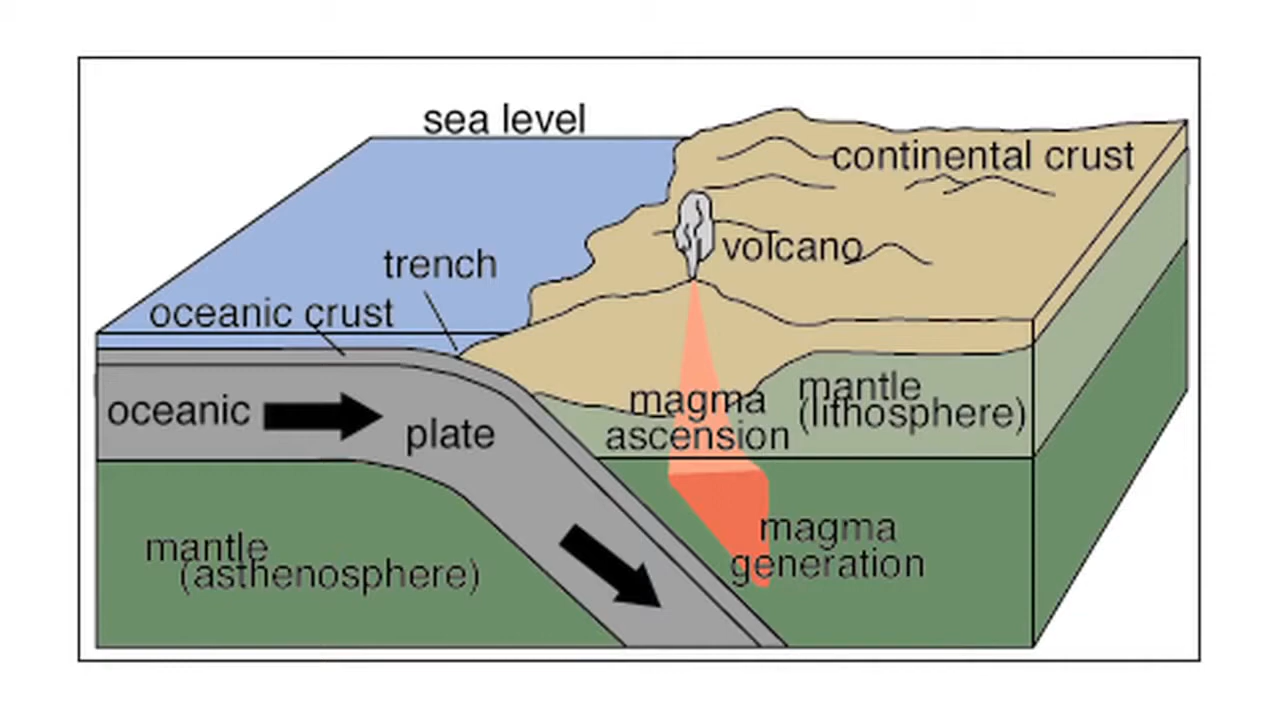 sea level
continental crust
volcano
trench
oceanic crust
oceanic
plate
magma
ascension
mantle
(lithosphere)
magma
generation
mantle
(asthenosphere)